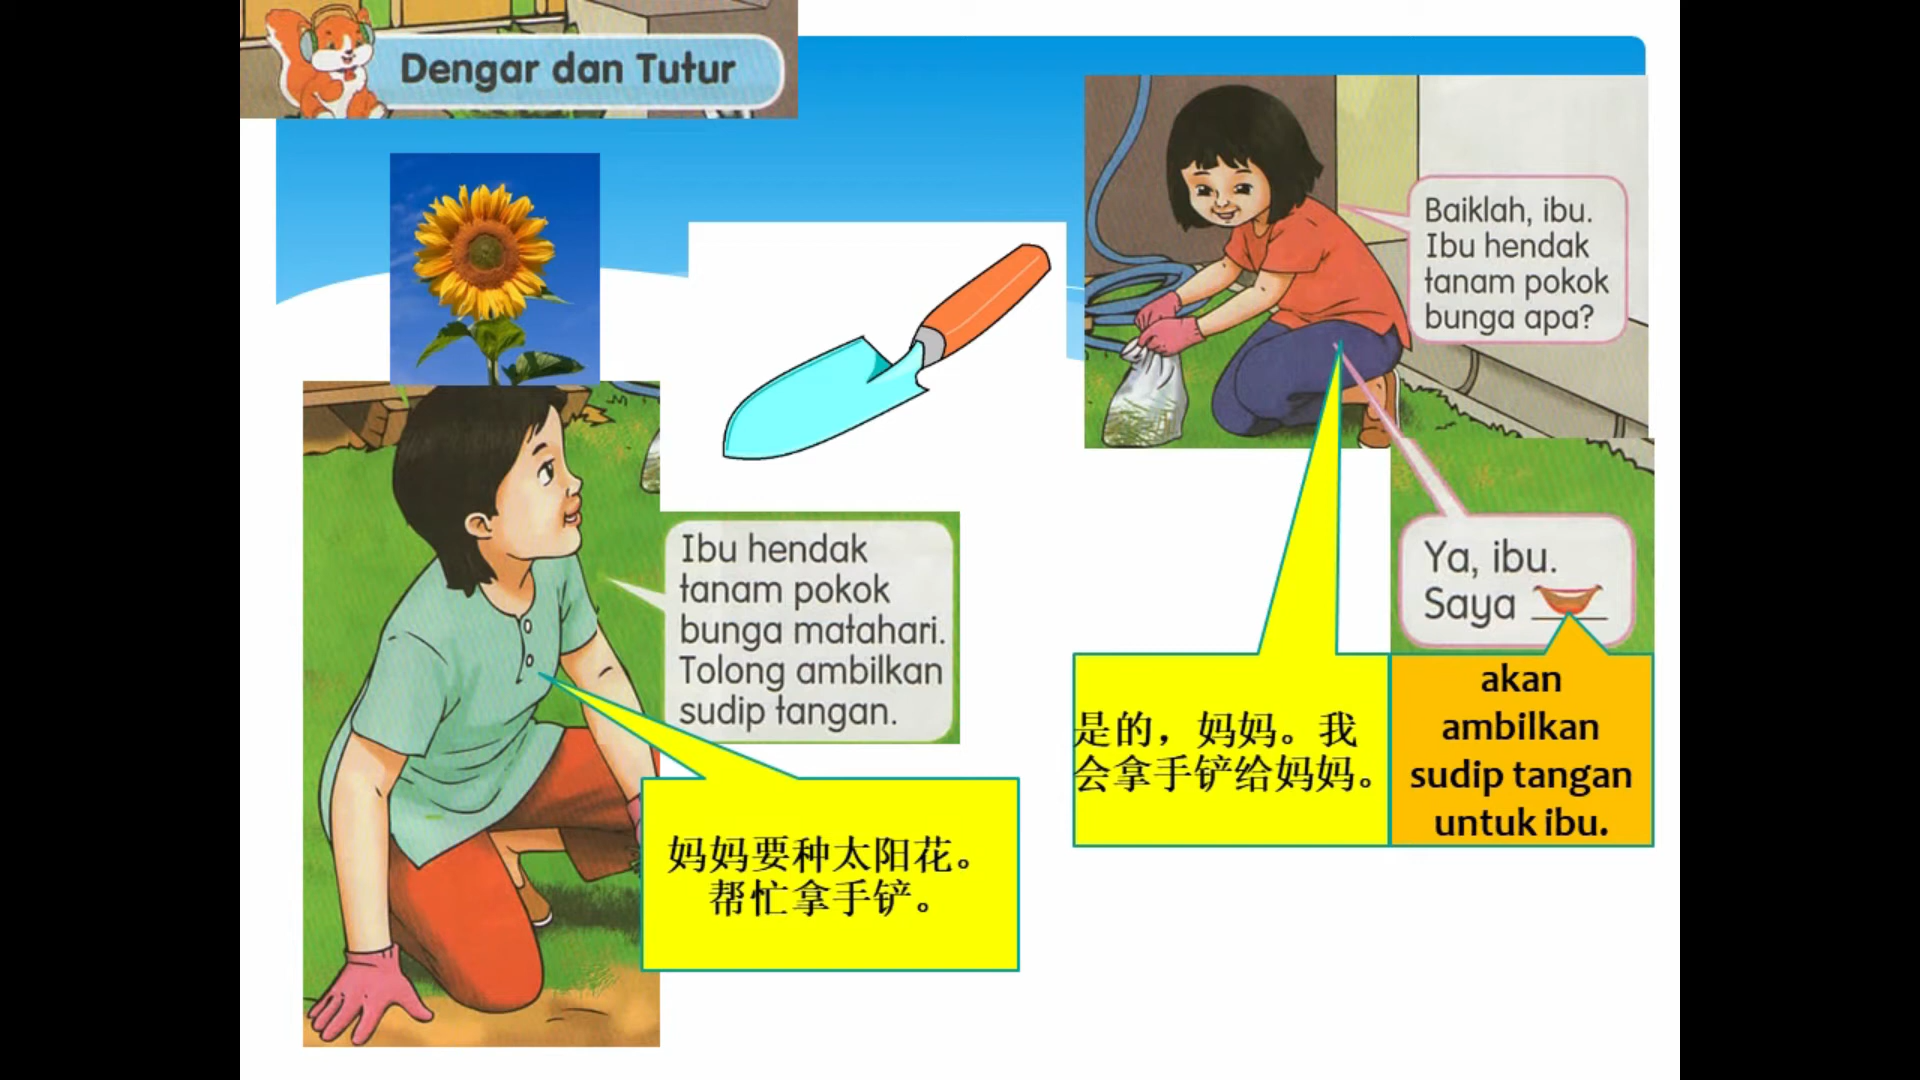 Dengar dan Tutur
Baiklah, ibu.
Ibu hendak
tanam pokok
bunga apa?
Ibu hendak
tanam pokok
bunga matahari.
Tolong ambilkan
sudip tangan.
妈妈要种太阳花。
帮忙拿手铲。
Ya, ibu.
Saya
是的，妈妈。我
会拿手铲给妈妈。
akan
ambilkan
sudip tangan
untuk ibu.